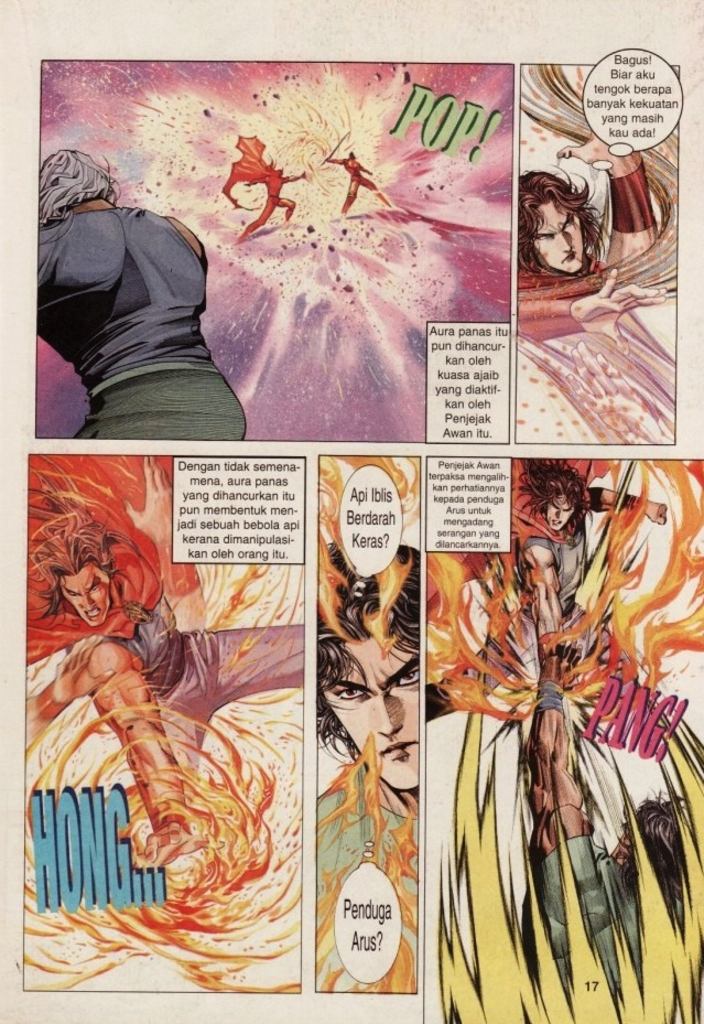 POP!
Aura panas itu
pun dihancur-
kan oleh
kuasa ajaib
yang diaktif-
kan oleh
Penjejak
Awan itu.
Bagus!
Biar aku
tengok berapa
banyak kekuatan
yang masih
kau ada!
Dengan tidak semena-
mena, aura panas
yang dihancurkan itu
pun membentuk men-
jadi sebuah bebola api
kerana dimanipulasi-
kan oleh orang itu.
HONG...
Api Iblis
Berdarah
Keras?
Penduga
Arus?
Penjejak Awan
terpaksa mengalih-
kan perhatiannya
kepada penduga
Arus untuk
mengadang
serangan yang
dilancarkannya.
PANG!
17